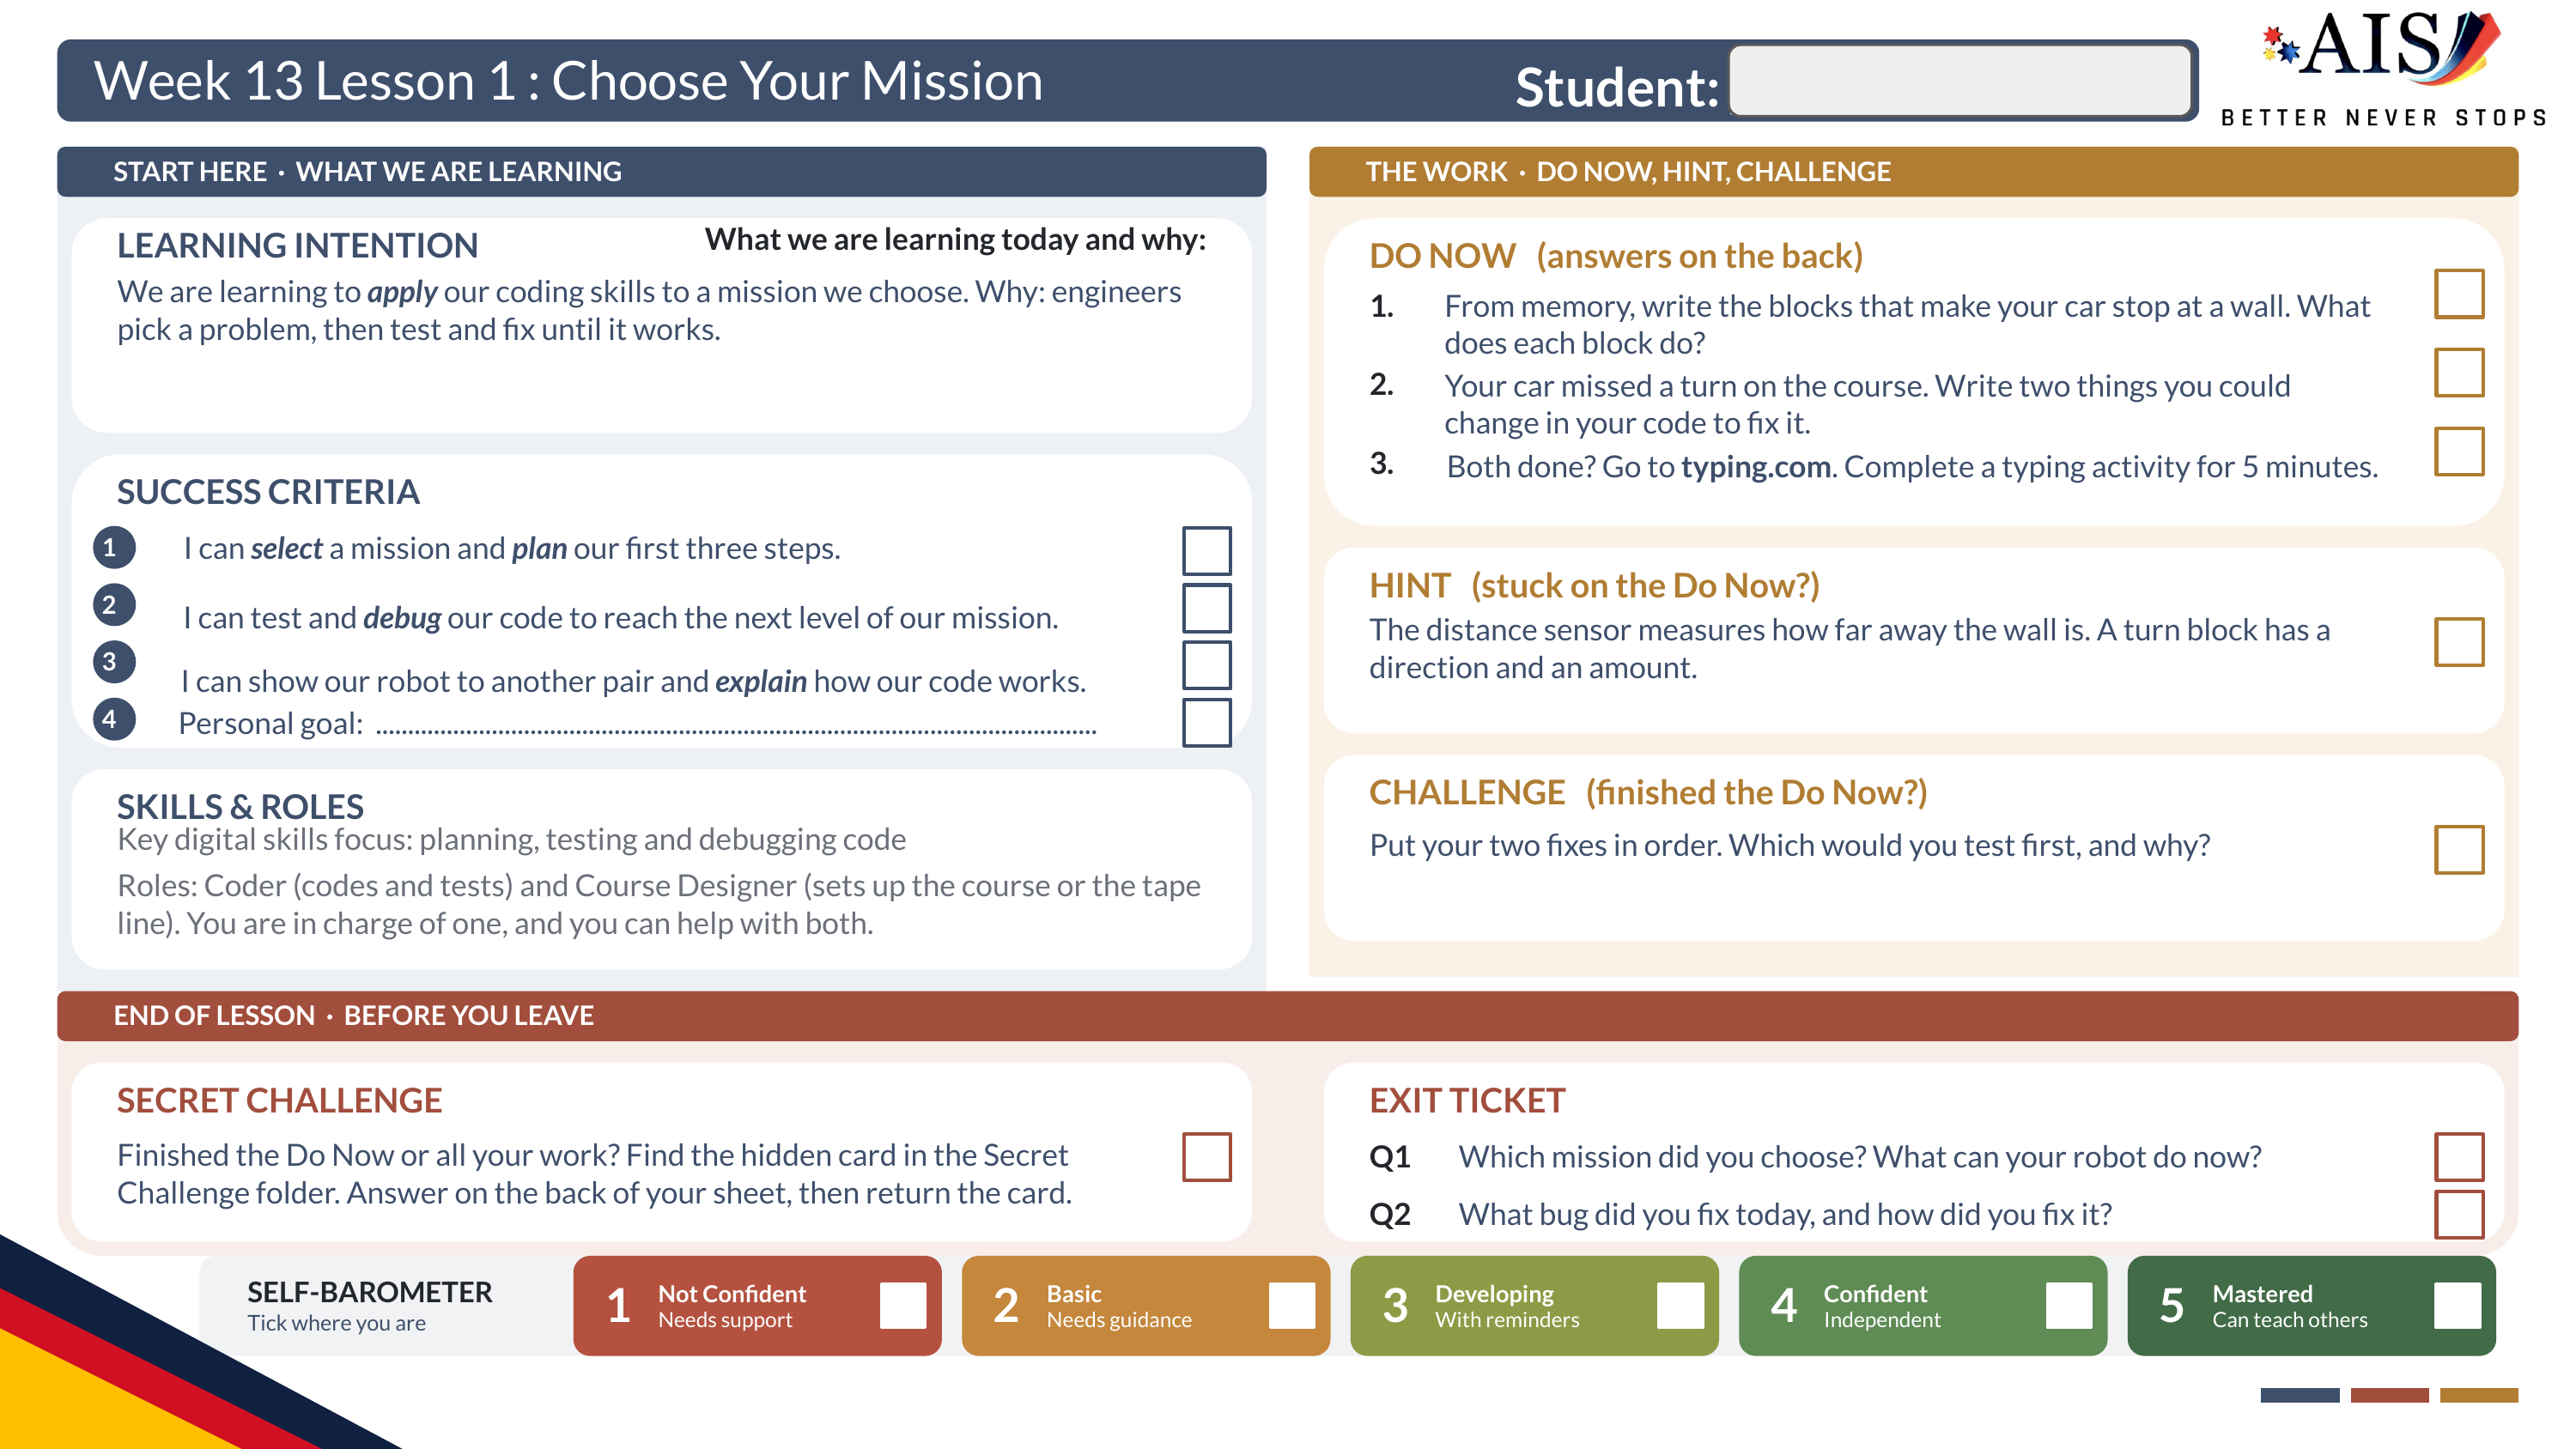 Week 13 Lesson 1 : Choose Your Mission
Student:
AIS
BETTER NEVER STOPS
START HERE · WHAT WE ARE LEARNING
LEARNING INTENTION
What we are learning today and why:
We are learning to apply our coding skills to a mission we choose. Why: engineers
pick a problem, then test and fix until it works.
SUCCESS CRITERIA
1 I can select a mission and plan our first three steps.
2 I can test and debug our code to reach the next level of our mission.
3 I can show our robot to another pair and explain how our code works.
4 Personal goal: ................................................................................................................
SKILLS & ROLES
Key digital skills focus: planning, testing and debugging code
Roles: Coder (codes and tests) and Course Designer (sets up the course or the tape
line). You are in charge of one, and you can help with both.
THE WORK · DO NOW, HINT, CHALLENGE
DO NOW (answers on the back)
1. From memory, write the blocks that make your car stop at a wall. What
does each block do?
2. Your car missed a turn on the course. Write two things you could
change in your code to fix it.
3. Both done? Go to typing.com. Complete a typing activity for 5 minutes.
HINT (stuck on the Do Now?)
The distance sensor measures how far away the wall is. A turn block has a
direction and an amount.
CHALLENGE (finished the Do Now?)
Put your two fixes in order. Which would you test first, and why?
END OF LESSON · BEFORE YOU LEAVE
SECRET CHALLENGE
Finished the Do Now or all your work? Find the hidden card in the Secret
Challenge folder. Answer on the back of your sheet, then return the card.
EXIT TICKET
Q1 Which mission did you choose? What can your robot do now?
Q2 What bug did you fix today, and how did you fix it?
SELF-BAROMETER
Tick where you are
1 Not Confident
Needs support
2 Basic
Needs guidance
3 Developing
With reminders
4 Confident
Independent
5 Mastered
Can teach others